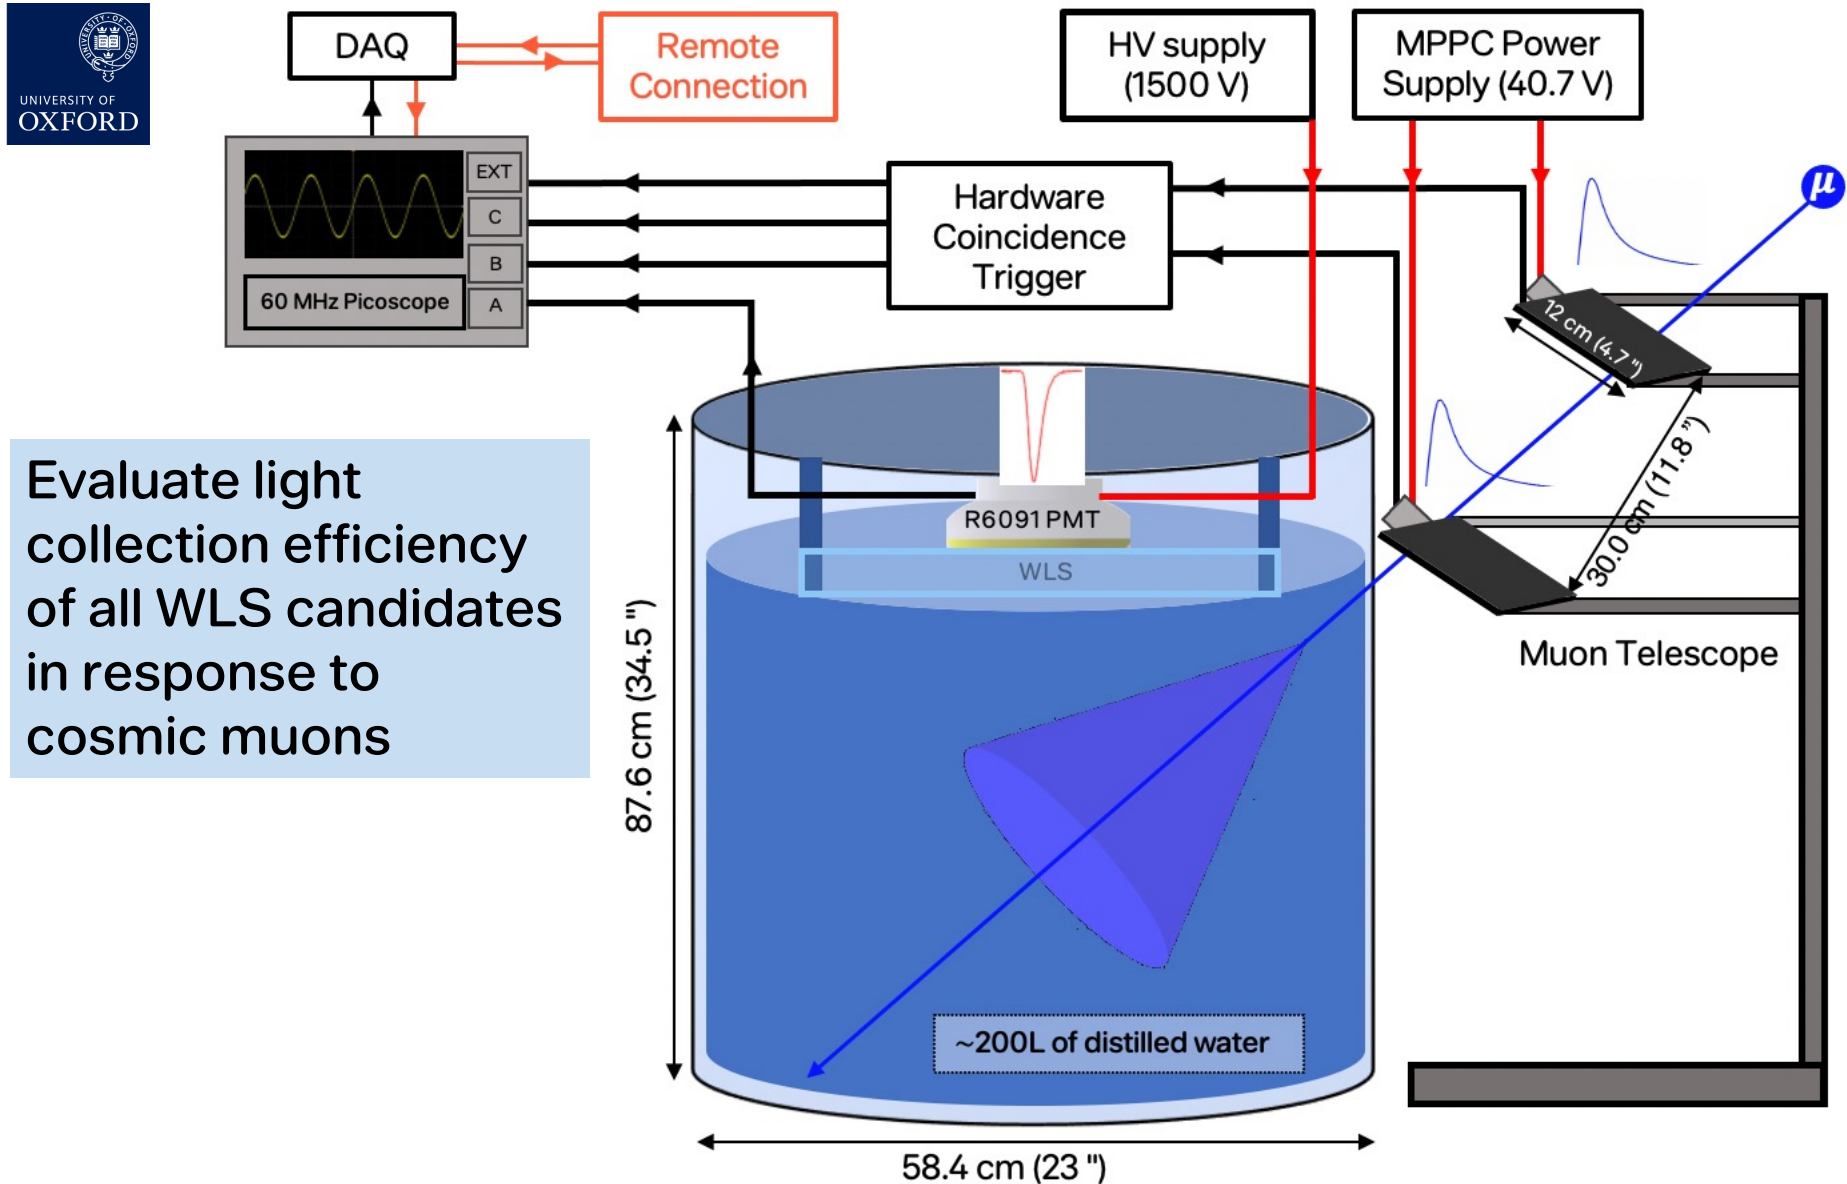 UNIVERSITY OF
OXFORD
DAQ
Remote
Connection
HV supply
(1500 V)
MPPC Power
Supply (40.7 V)
EXT
C
B
A
60 MHz Picoscope
Hardware
Coincidence
Trigger
μ
12 cm (4.7 ")
30.0 cm (11.8 ")
Muon Telescope
R6091 PMT
WLS
Evaluate light
collection efficiency
of all WLS candidates
in response to
cosmic muons
87.6 cm (34.5 ")
~200L of distilled water
58.4 cm (23 ")